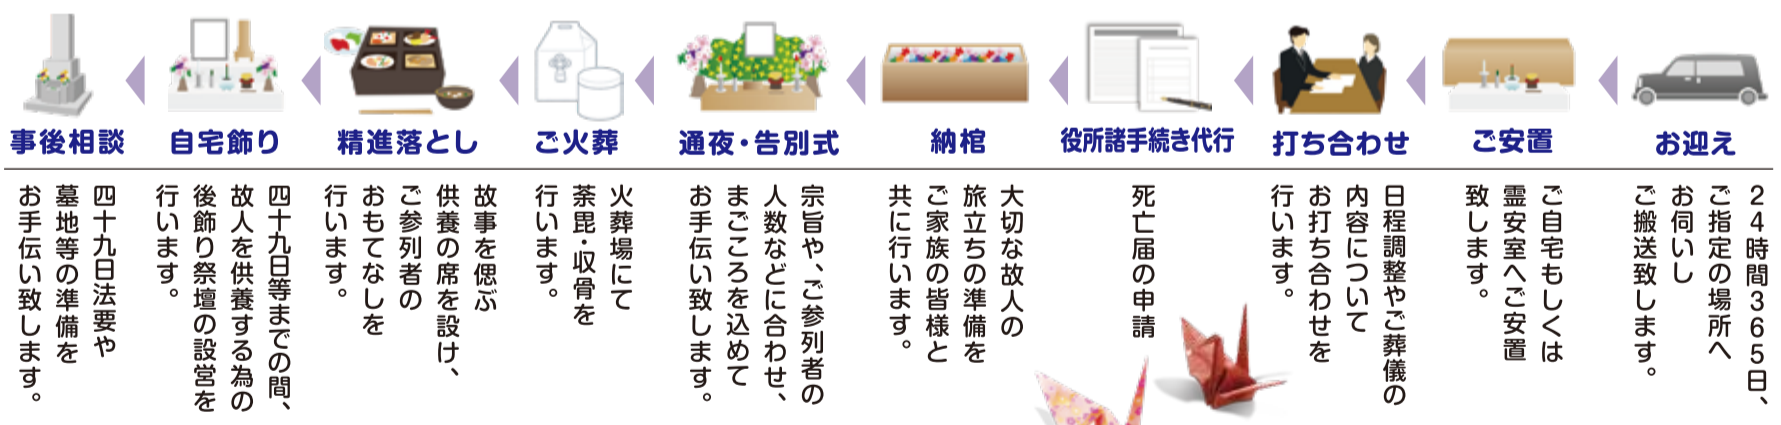 お迎え
24時間365日、
ご指定の場所へ
お伺いし
ご搬送致します。
ご安置
ご自宅もしくは
霊安室へご安置
致します。
打ち合わせ
日程調整やご葬儀の
内容について
お打ち合わせを
行います。
役所諸手続き代行
死亡届の申請
納棺
大切な故人の
旅立ちの準備を
ご家族の皆様と
共に行います。
通夜・告別式
宗旨や、ご参列者の
人数などに合わせ、
まごころを込めて
お手伝い致します。
ご火葬
火葬場にて
荼毘・収骨を
行います。
精進落とし
故事を偲ぶ
供養の席を設け、
ご参列者の
おもてなしを
行います。
自宅飾り
四十九日等までの間、
故人を供養する為の
後飾り祭壇の設営を
行います。
事後相談
四十九日法要や
墓地等の準備を
お手伝い致します。